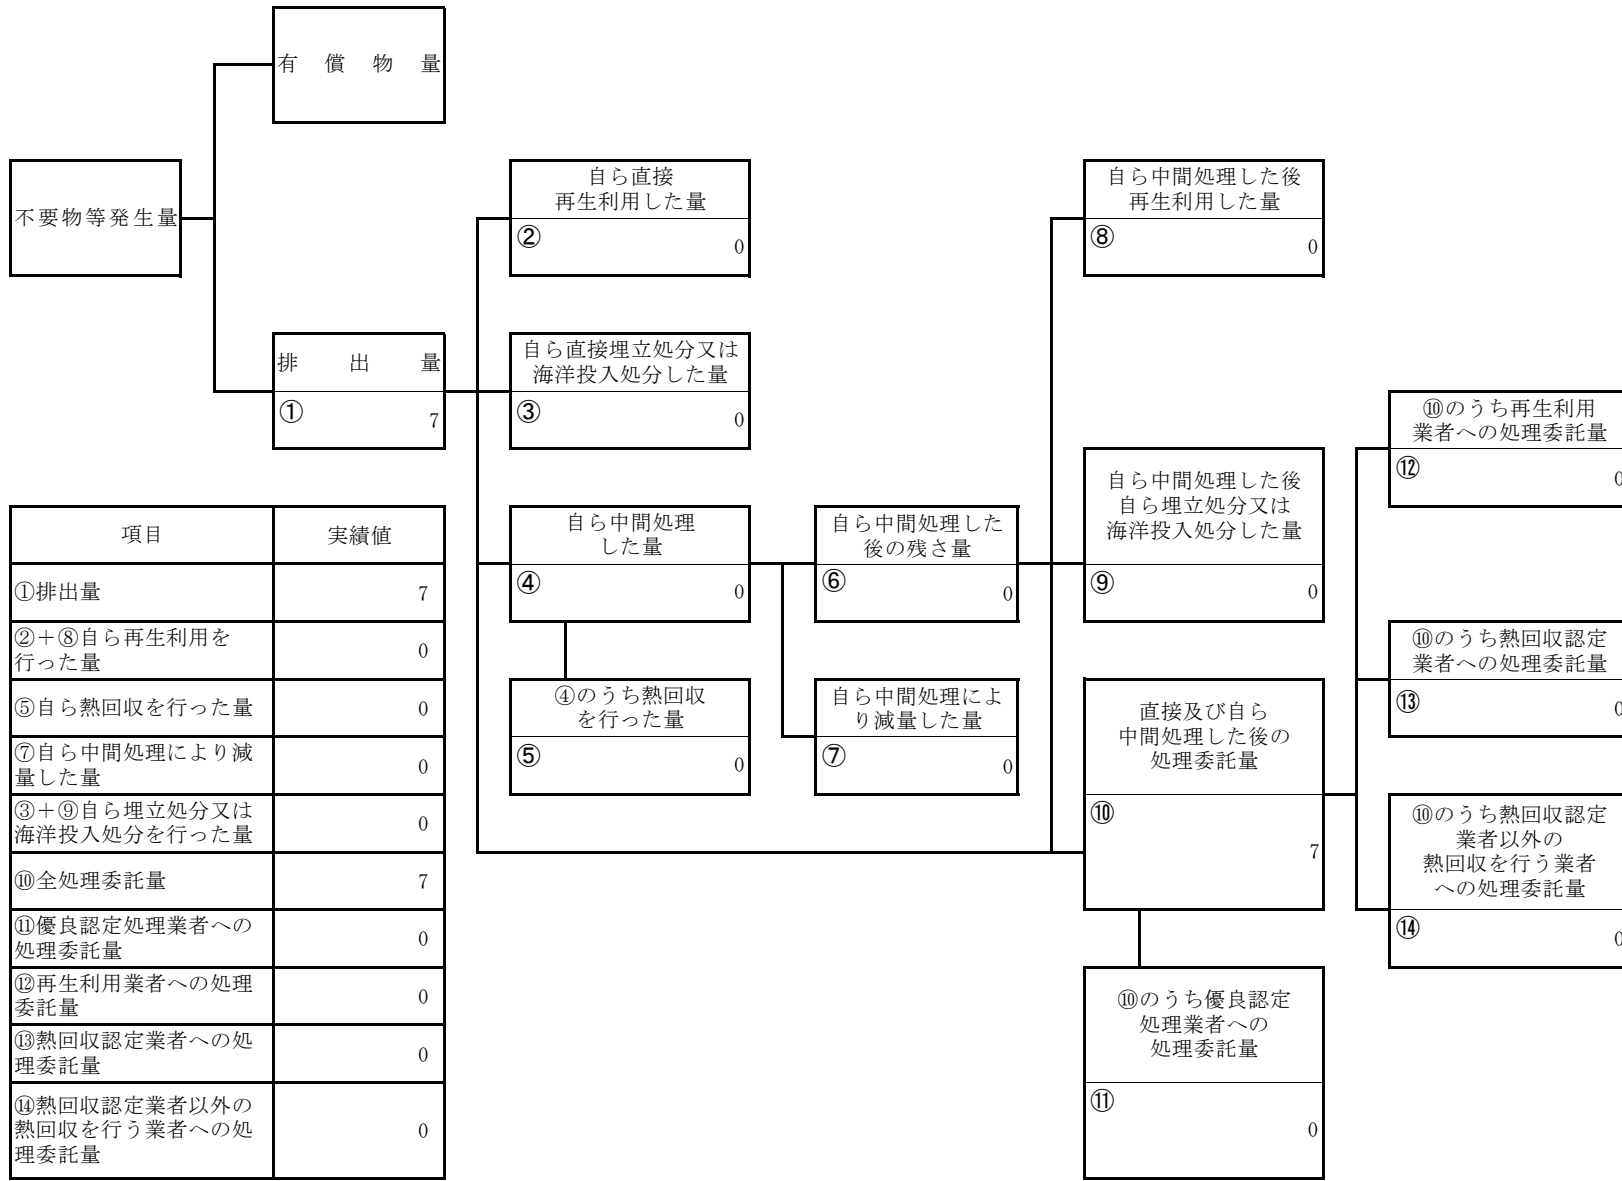 有償物量
不要物等発生量
排出量
①
7
自ら直接
再生利用した量
②
0
自ら直接埋立処分又は
海洋投入処分した量
③
0
自ら中間処理
した量
④
0
④のうち熱回収
を行った量
⑤
0
自ら中間処理した
後の残さ量
⑥
0
自ら中間処理によ
り減量した量
⑦
0
自ら中間処理した後
再生利用した量
⑧
0
自ら中間処理した後
自ら埋立処分又は
海洋投入処分した量
⑨
0
直接及び自ら
中間処理した後の
処理委託量
⑩
7
⑩のうち優良認定
処理業者への
処理委託量
⑪
0
⑩のうち再生利用
業者への処理委託量
⑫
0
⑩のうち熱回収認定
業者への処理委託量
⑬
0
⑩のうち熱回収認定
業者以外の
熱回収を行う業者
への処理委託量
⑭
0
項目 実績値
①排出量 7
②+⑧自ら再生利用を
行った量 0
⑤自ら熱回収を行った量 0
⑦自ら中間処理により減
量した量 0
③+⑨自ら埋立処分又は
海洋投入処分を行った量 0
⑩全処理委託量 7
⑪優良認定処理業者への
処理委託量 0
⑫再生利用業者への処理
委託量 0
⑬熱回収認定業者への処
理委託量 0
⑭熱回収認定業者以外の
熱回収を行う業者への処
理委託量 0